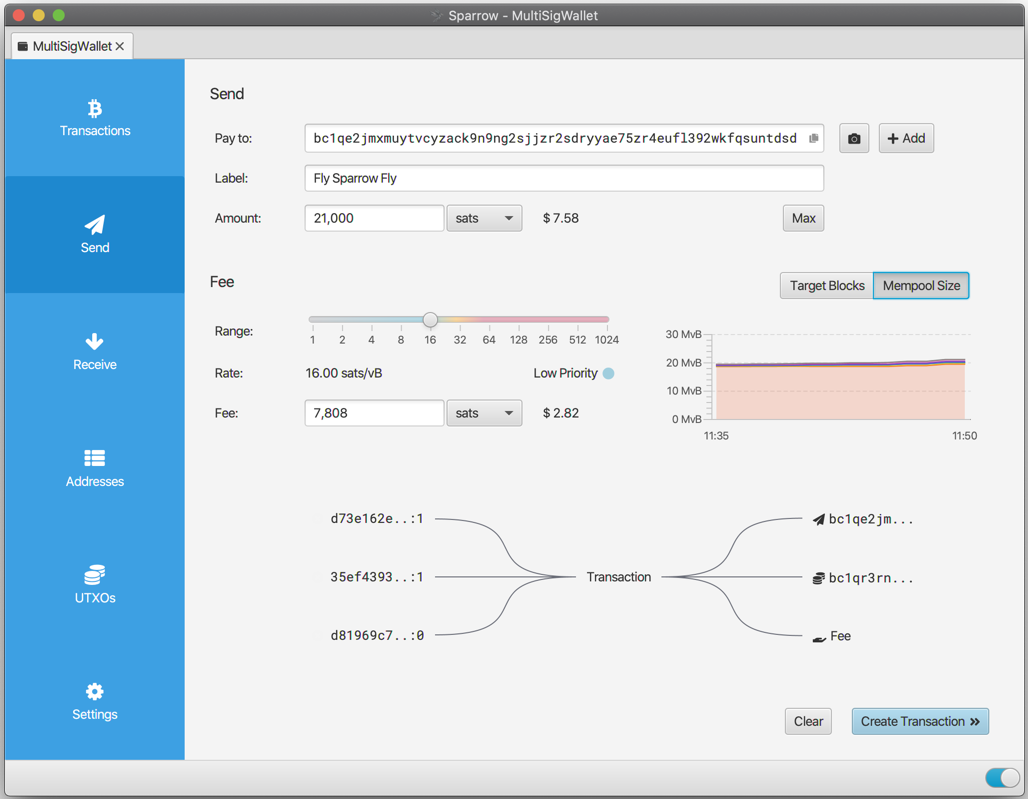 Sparrow - MultiSigWallet
MultiSigWallet
Transactions
Send
Receive
Addresses
UTXOs
Settings
Send
Pay to: bc1qe2jmxmuytvcyzack9n9ng2sjjzr2sdryyae75zr4eufl392wkfqsuntdsd Add
Label: Fly Sparrow Fly
Amount: 21,000 sats $ 7.58 Max
Fee Target Blocks Mempool Size
Range:
1 2 4 8 16 32 64 128 256 512 1024
Rate: 16.00 sats/vB Low Priority
Fee: 7,808 sats $ 2.82
30 MvB
20 MvB
10 MvB
0 MvB
11:35 11:50
d73e162e..:1 bc1qe2jm...
35ef4393..:1 Transaction bc1qr3rn...
d81969c7..:0 Fee
Clear Create Transaction